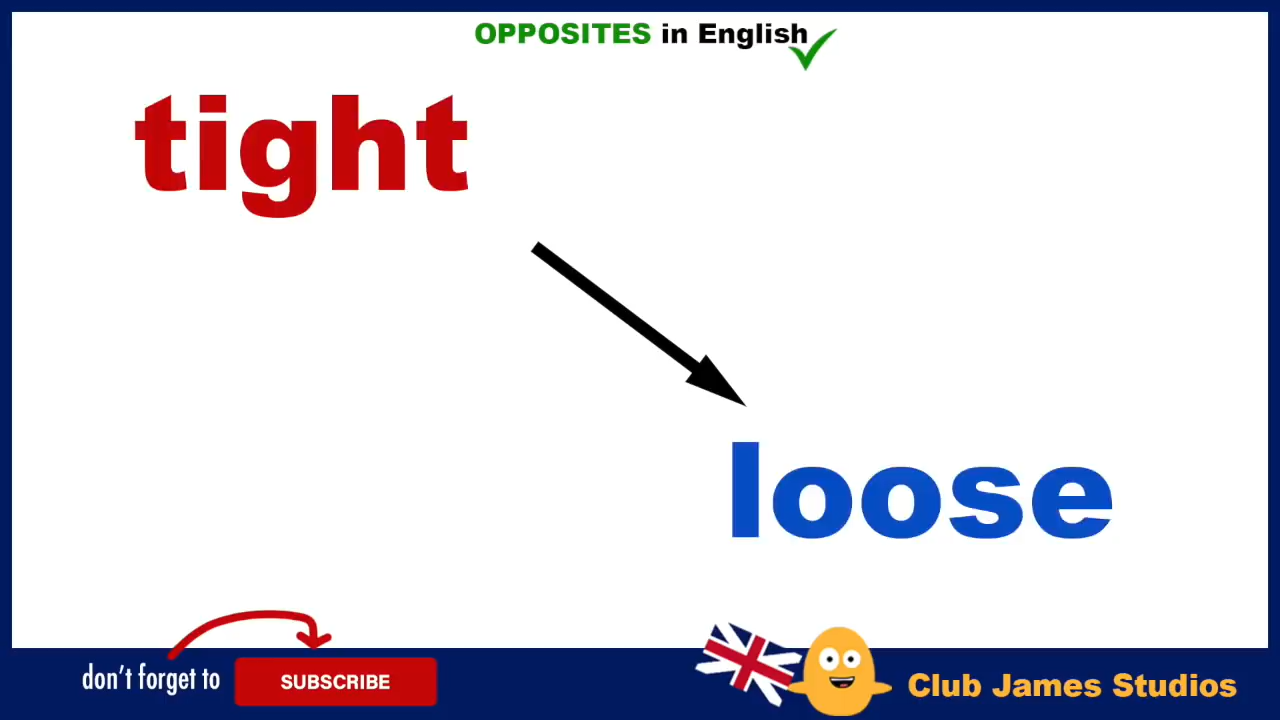 OPPOSITES in English
tight
loose
don't forget to
SUBSCRIBE
Club James Studios